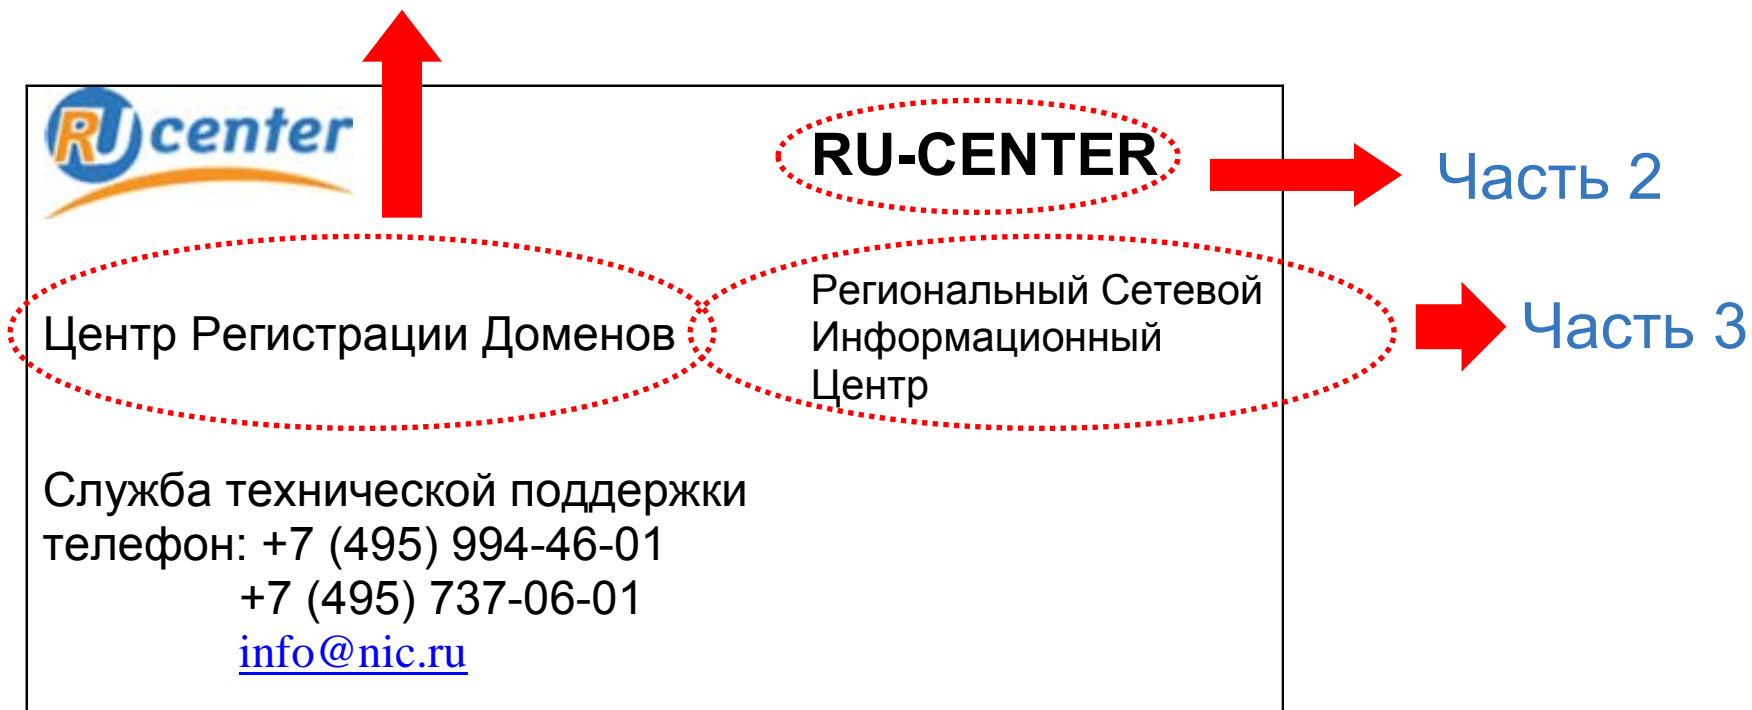 RU center
RU-CENTER
Часть 2
Центр Регистрации Доменов
Региональный Сетевой
Информационный
Центр
Часть 3
Служба технической поддержки
телефон: +7 (495) 994-46-01
+7 (495) 737-06-01
info@nic.ru